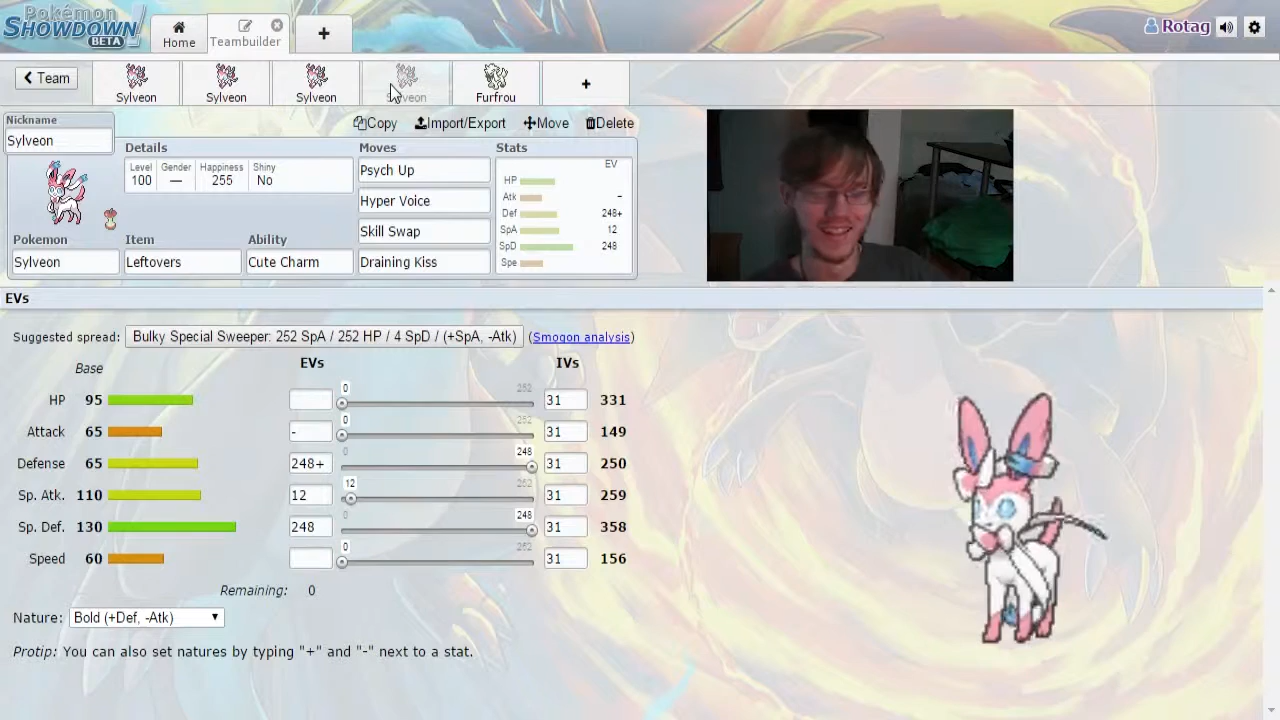 Pokémon
SHOWDOWN!
BETA
Home
Teambuilder
+
Rotag
Team
Sylveon
Sylveon
Sylveon
Sylveon
Furfrou
+
Nickname
Sylveon
Copy
Import/Export
Move
Delete
Details
Level
100
Gender
—
Happiness
255
Shiny
No
Pokemon
Sylveon
Item
Leftovers
Ability
Cute Charm
Moves
Psych Up
Hyper Voice
Skill Swap
Draining Kiss
Stats
EV
HP
Atk –
Def 248+
SpA 12
SpD 248
Spe
EVs
Suggested spread: Bulky Special Sweeper: 252 SpA / 252 HP / 4 SpD / (+SpA, -Atk) (Smogon analysis)
Base EVs IVs
HP 95 0 252 31 331
Attack 65 - 0 252 31 149
Defense 65 248+ 248 31 250
Sp. Atk. 110 12 12 252 31 259
Sp. Def. 130 248 0 248 31 358
Speed 60 0 252 31 156
Remaining: 0
Nature: Bold (+Def, -Atk)
Protip: You can also set natures by typing "+" and "-" next to a stat.